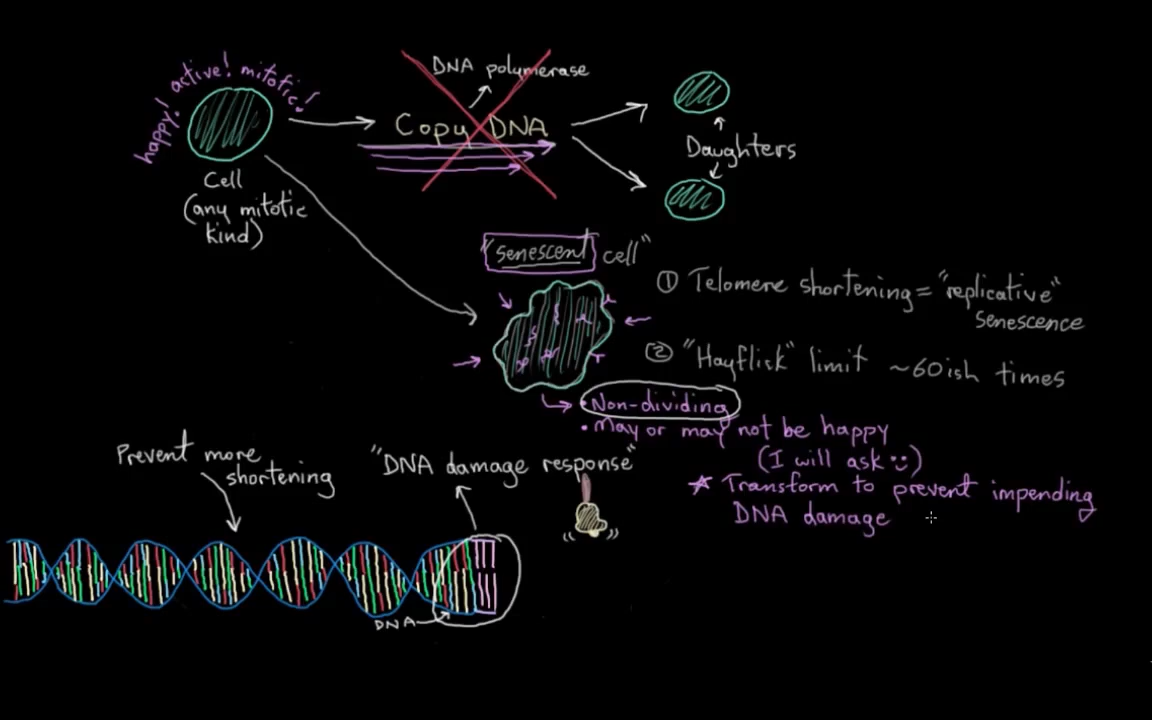 happy! active! mitotic!
DNA polymerase
Copy DNA
Cell
(any mitotic
kind)
Daughters
"senescent cell"
① Telomere shortening = "replicative"
senescence
② "Hayflick" limit ~60ish times
• Non-dividing
• May or may not be happy
(I will ask :))
* Transform to prevent impending
DNA damage
Prevent more
shortening
"DNA damage response"
DNA